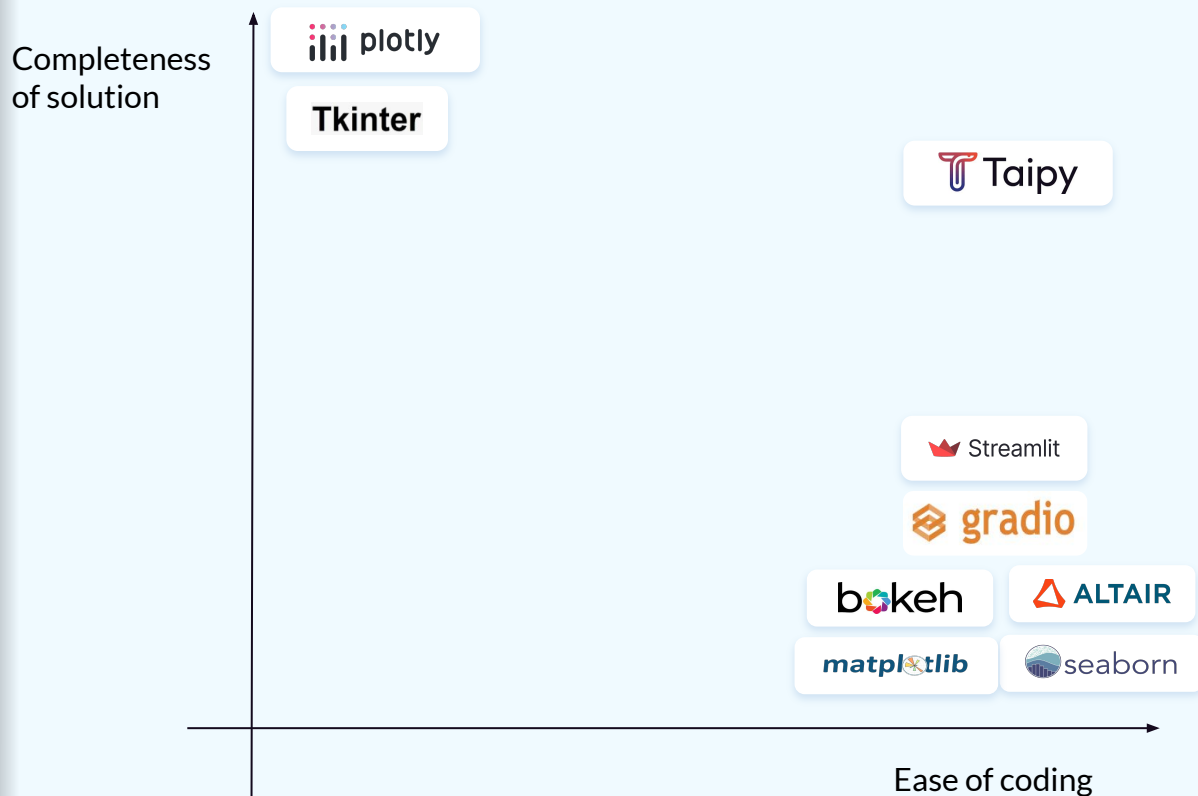 plotly
Completeness
of solution
Tkinter
Taipy
Streamlit
gradio
bokeh
ALTAIR
matplotlib
seaborn
Ease of coding